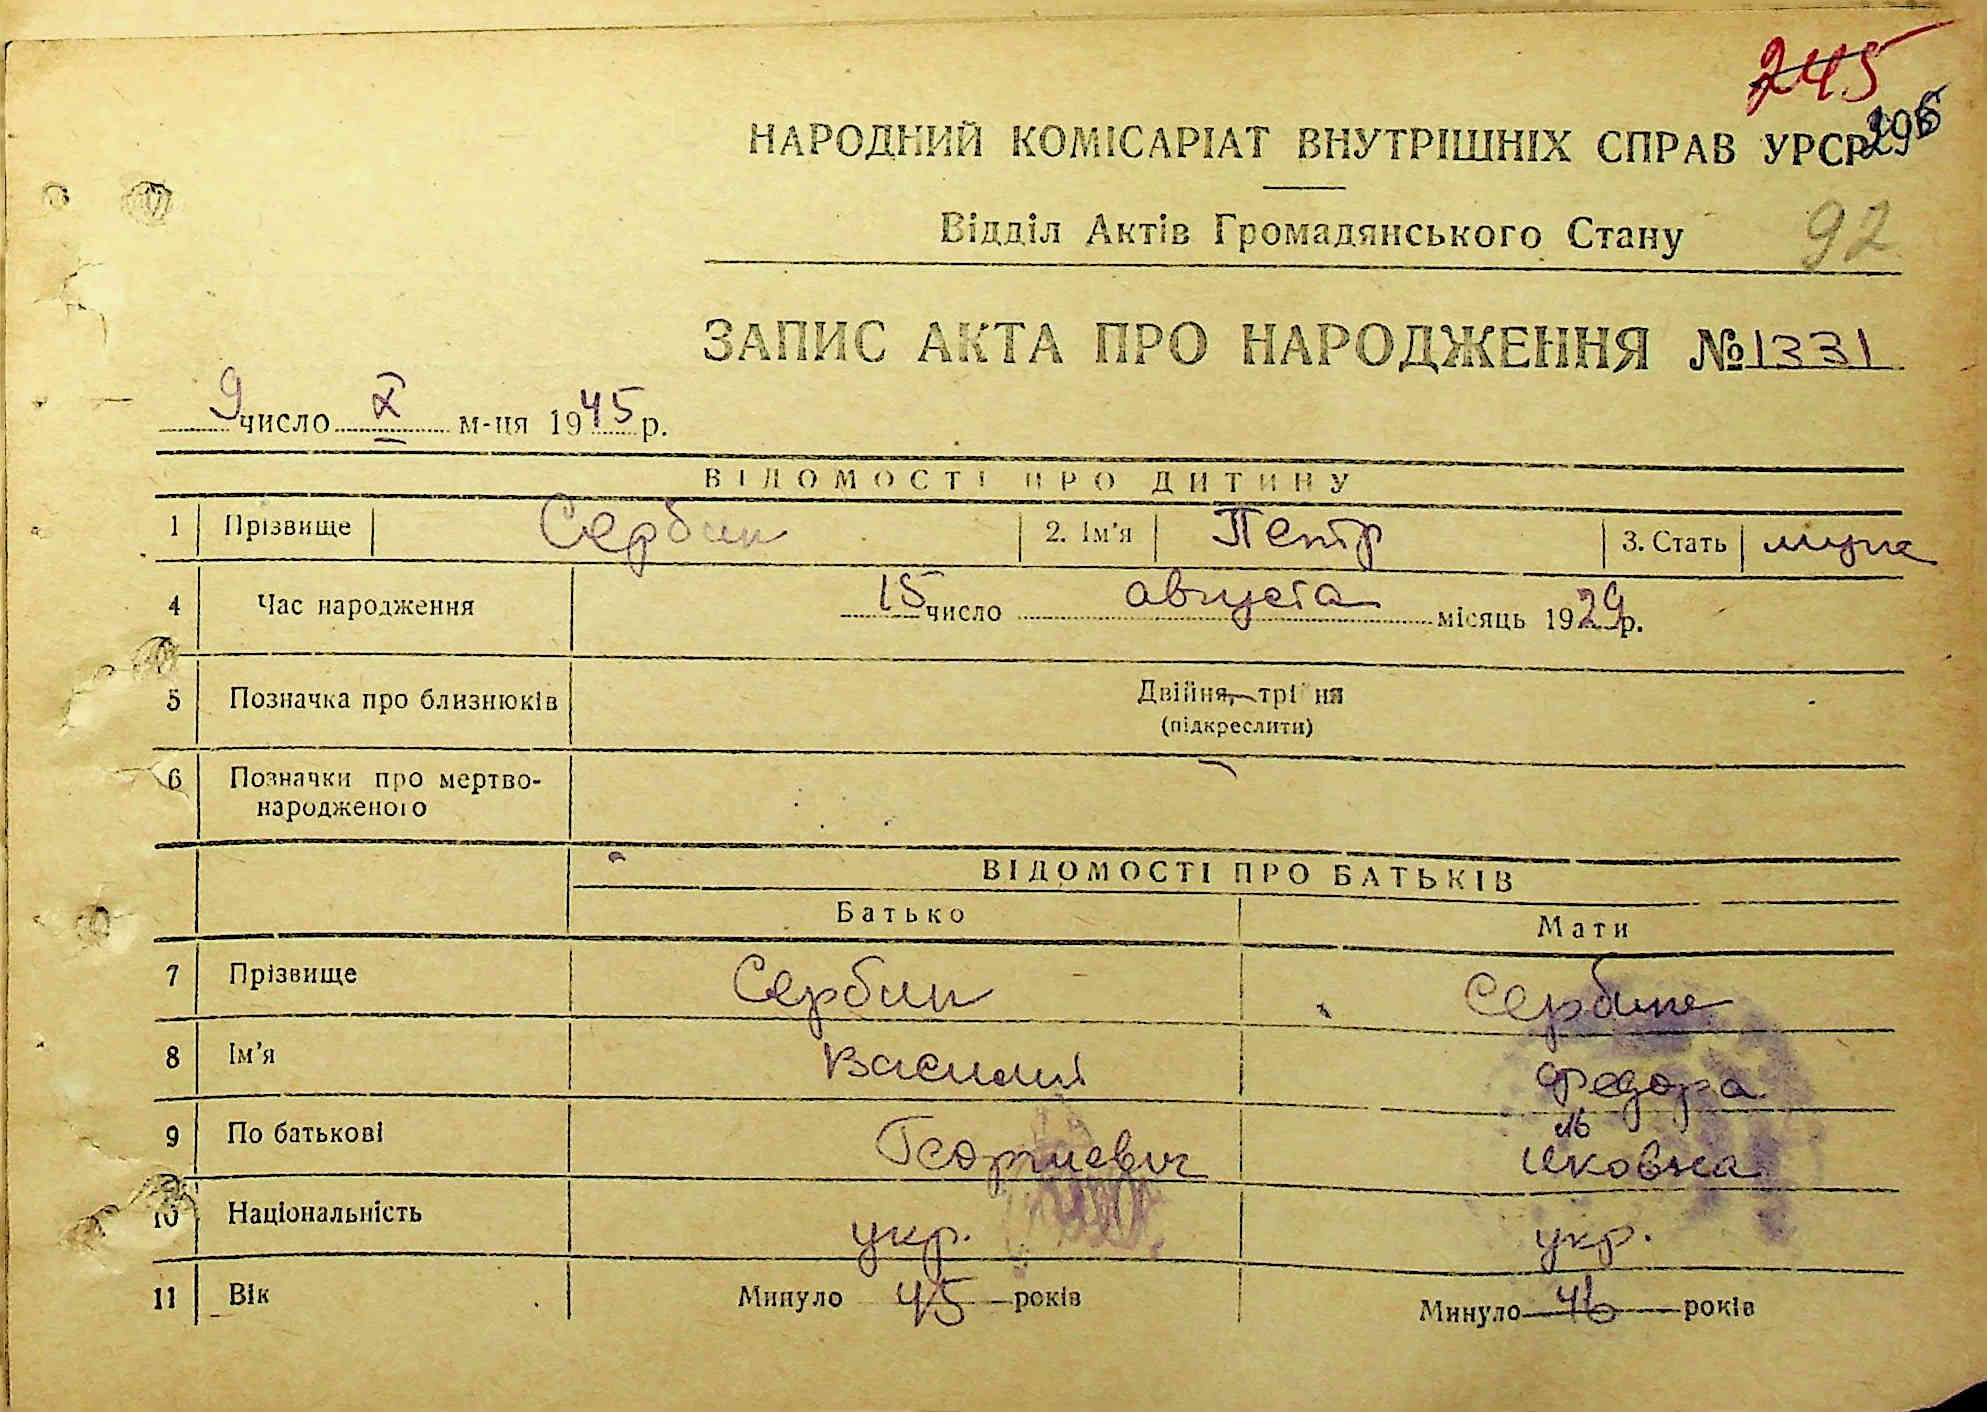 245
296
НАРОДНИЙ КОМІСАРІАТ ВНУТРІШНІХ СПРАВ УРСР
Відділ Актів Громадянського Стану 92
ЗАПИС АКТА ПРО НАРОДЖЕННЯ № 1331
9 число X м-ця 1945 р.
ВІДОМОСТІ ПРО ДИТИНУ
1 Прізвище Сербин 2. Ім'я Петр 3. Стать муж
4 Час народження 15 число августа місяць 1929 р.
5 Позначка про близнюків Двійня, трійня
(підкреслити)
6 Позначки про мертво-
народженого
ВІДОМОСТІ ПРО БАТЬКІВ
Батько Мати
7 Прізвище Сербин Сербина
8 Ім'я Василий Федора
9 По батькові Георгиевич Яковна
10 Національність укр. укр.
11 Вік Минуло 45 років Минуло 46 років